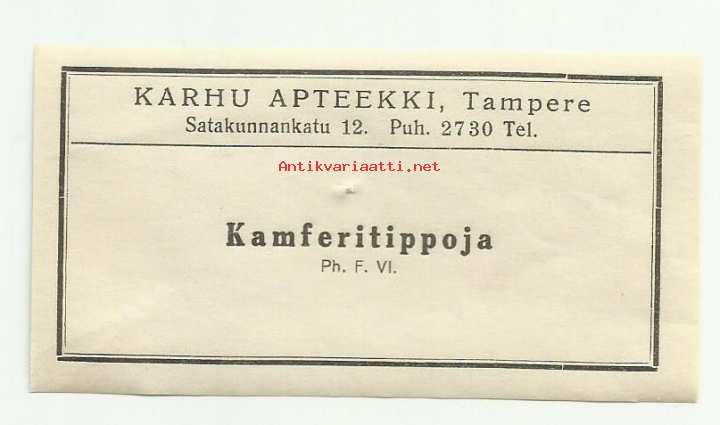 KARHU APTEEKKI, Tampere
Satakunnankatu 12. Puh. 2730 Tel.
Antikvariaatti.net
Kamferitippoja
Ph. F. VI.